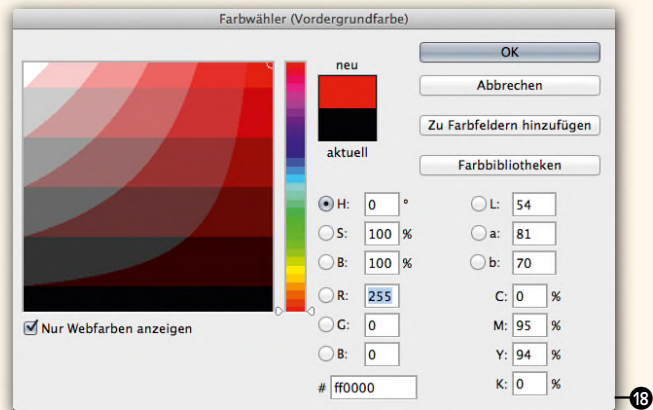 Farbwähler (Vordergrundfarbe)
neu
aktuell
OK
Abbrechen
Zu Farbfeldern hinzufügen
Farbbibliotheken
H: 0 °
S: 100 %
B: 100 %
R: 255
G: 0
B: 0
# ff0000
L: 54
a: 81
b: 70
C: 0 %
M: 95 %
Y: 94 %
K: 0 %
Nur Webfarben anzeigen
18